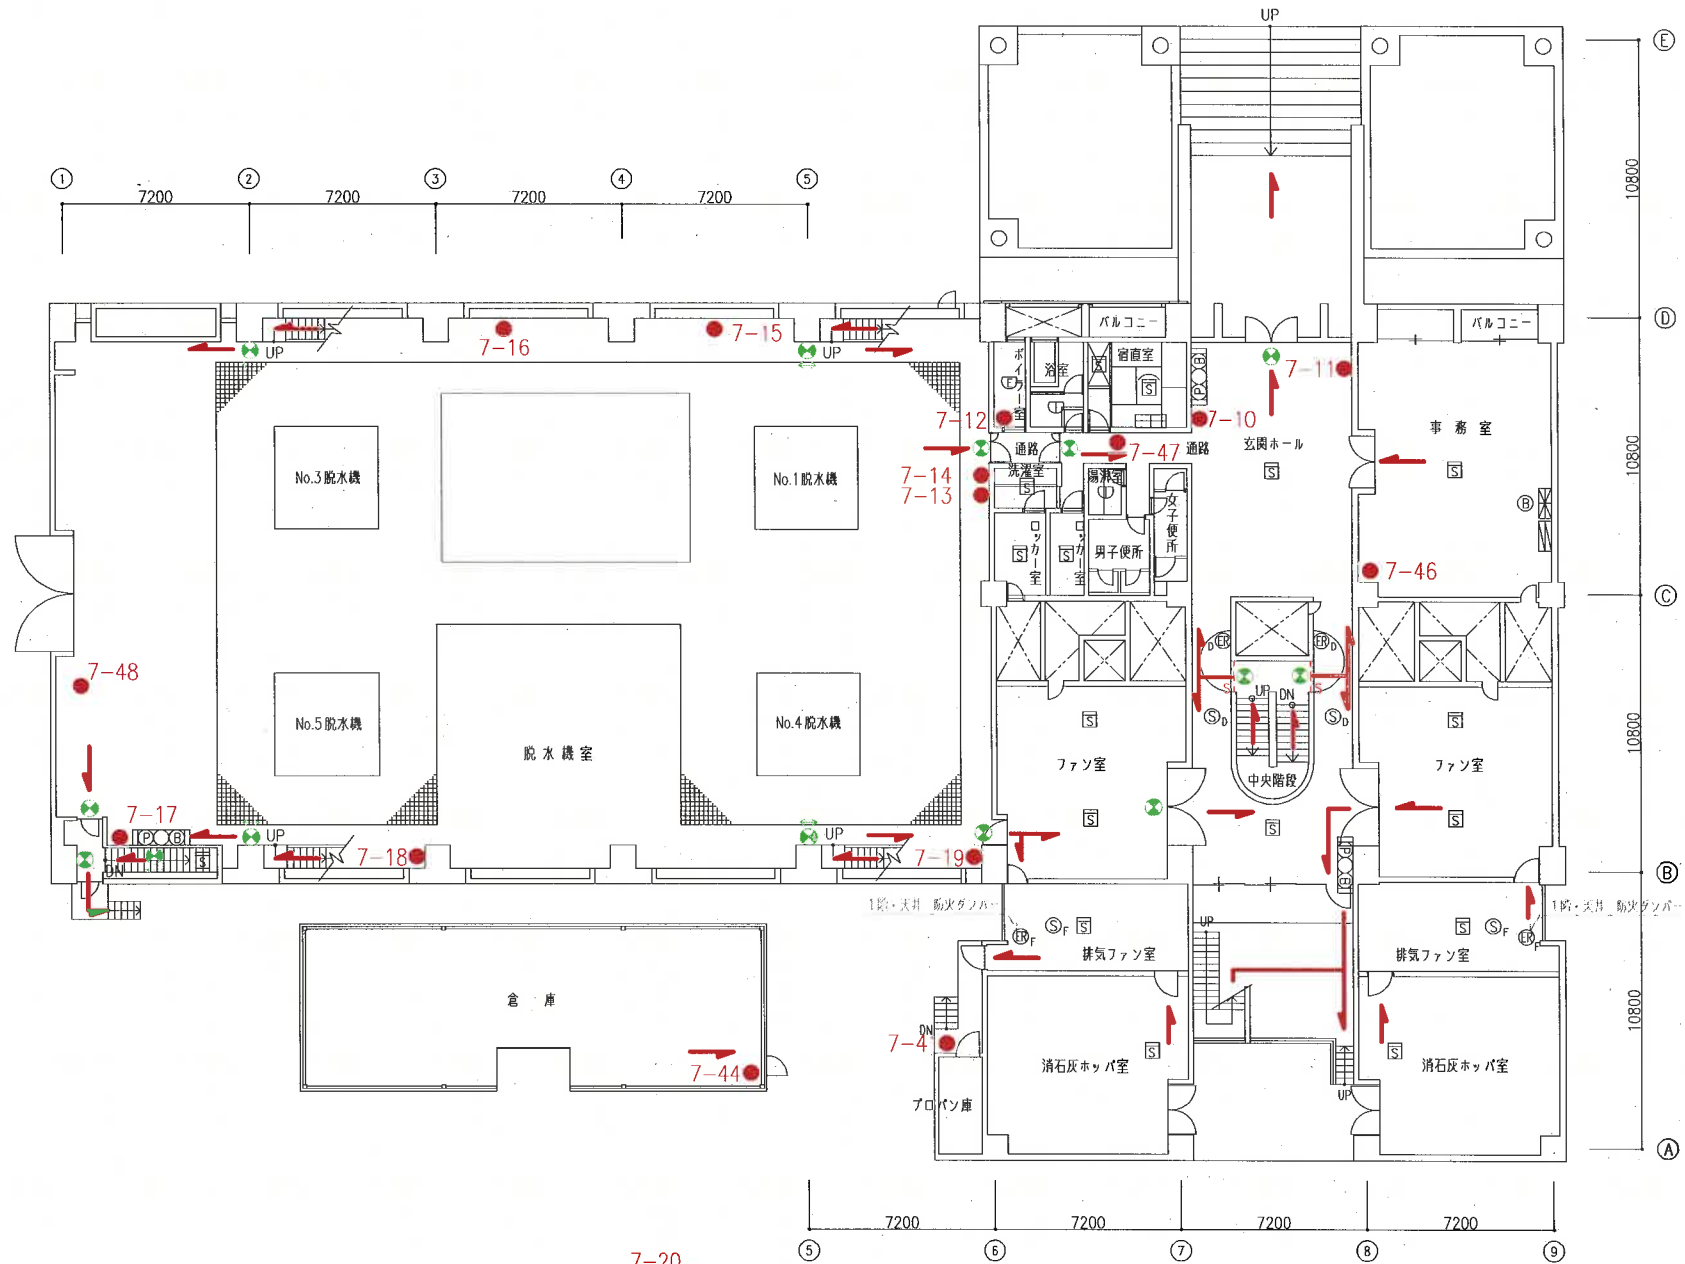 UP
E
10800
1
2
3
4
5
7200
7200
7200
7200
D
バルコニー
バルコニー
7-16
7-15
UP
UP
ボイラー室
浴室
宿直室
S
S
P
B
7-11
7-12
7-10
通路
7-47
通路
玄関ホール
事務室
S
S
10800
No.3脱水機
No.1脱水機
7-14
7-13
洗濯室
S
湯沸室
女子便所
B
ロッカー室
S
ロッカー室
S
男子便所
7-46
C
ER
D
ER
D
7-48
S
S
UP
DN
S
D
S
D
S
S
No.5脱水機
No.4脱水機
脱水機室
ファン室
中央階段
ファン室
10800
7-17
P
B
UP
UP
S
S
S
7-18
7-19
S
DN
P
B
B
1階・天井 防火ダンパー
1階・天井 防火ダンパー
ER
F
S
F
S
UP
S
S
F
ER
F
排気ファン室
排気ファン室
倉庫
DN
7-4
7-44
S
S
消石灰ホッパ室
消石灰ホッパ室
10800
UP
プロパン庫
A
7200
7200
7200
7200
5
6
7
8
9
7-20